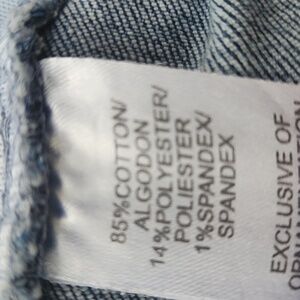 85%COTTON/
ALGODON
14%POLYESTER/
POLIESTER
1%SPANDEX/
SPANDEX
EXCLUSIVE OF